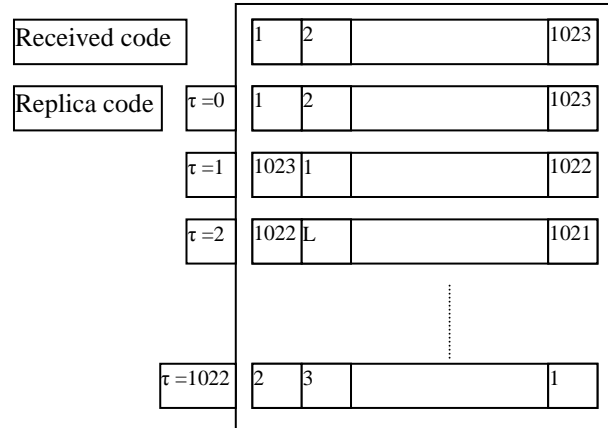 Received code 1 2 1023
Replica code τ =0 1 2 1023
τ =1 1023 1 1022
τ =2 1022 L 1021
τ =1022 2 3 1